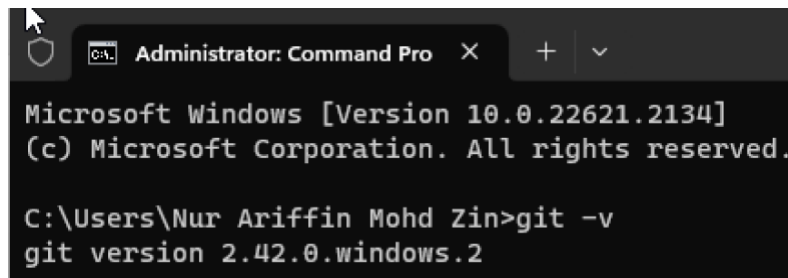 Administrator: Command Pro
Microsoft Windows [Version 10.0.22621.2134]
(c) Microsoft Corporation. All rights reserved.
C:\Users\Nur Ariffin Mohd Zin>git -v
git version 2.42.0.windows.2